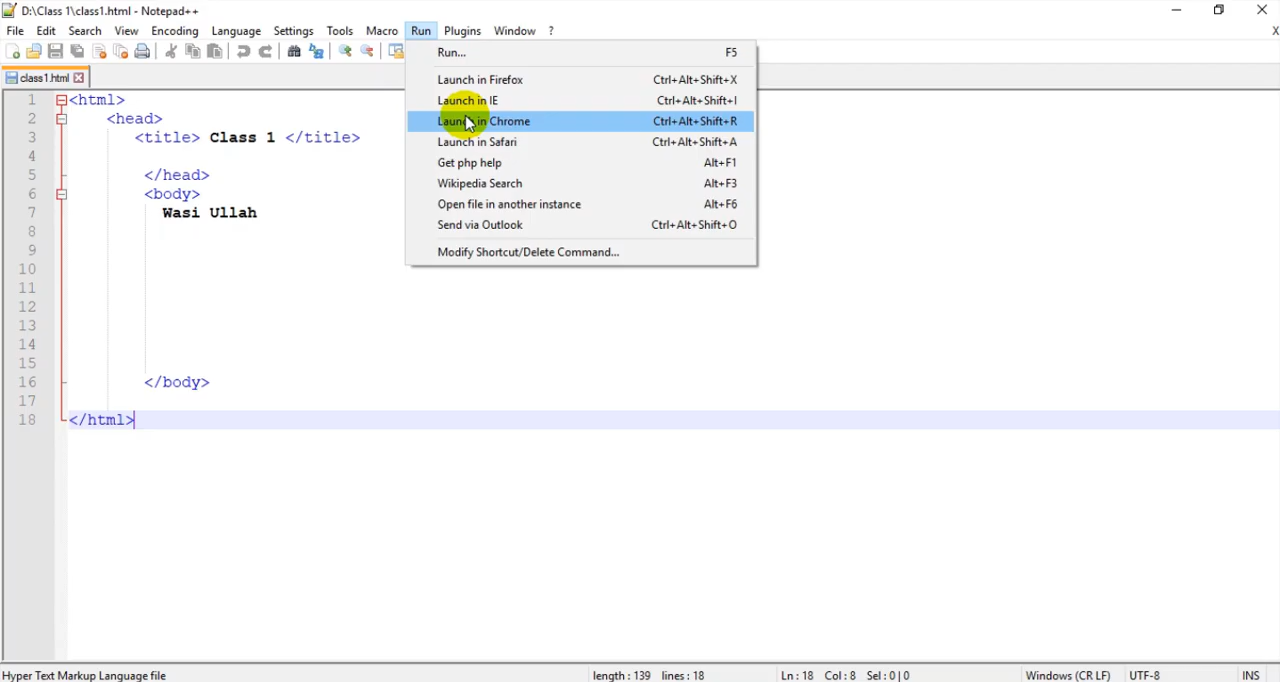 D:\Class 1\class1.html - Notepad++
File Edit Search View Encoding Language Settings Tools Macro Run Plugins Window ? X
class1.html
Run... F5
Launch in Firefox Ctrl+Alt+Shift+X
Launch in IE Ctrl+Alt+Shift+I
Launch in Chrome Ctrl+Alt+Shift+R
Launch in Safari Ctrl+Alt+Shift+A
Get php help Alt+F1
Wikipedia Search Alt+F3
Open file in another instance Alt+F6
Send via Outlook Ctrl+Alt+Shift+O
Modify Shortcut/Delete Command...
1 <html>
2 <head>
3 <title> Class 1 </title>
4
5 </head>
6 <body>
7 Wasi Ullah
8
9
10
11
12
13
14
15
16 </body>
17
18 </html>
Hyper Text Markup Language file length : 139 lines : 18 Ln : 18 Col : 8 Sel : 0 | 0 Windows (CR LF) UTF-8 INS